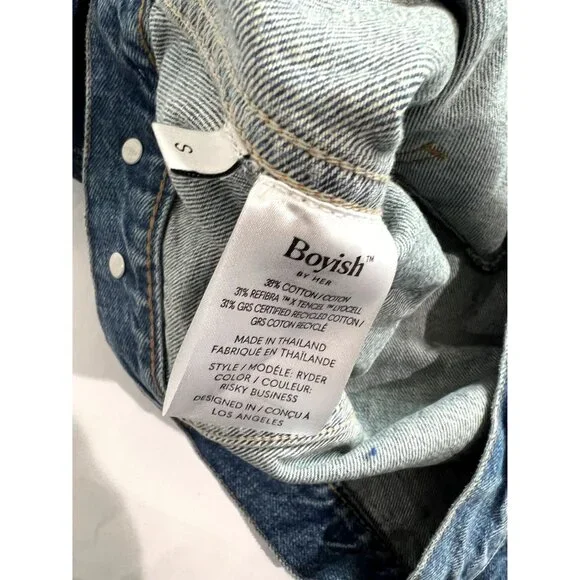 S
Boyish™
BY HER
38% COTTON / COTON
31% REFIBRA ™ X TENCEL ™ LYOCELL
31% GRS CERTIFIED RECYCLED COTTON /
GRS COTON RECYCLÉ
MADE IN THAILAND
FABRIQUÉ EN THAÏLANDE
STYLE / MODÈLE: RYDER
COLOR / COULEUR:
RISKY BUSINESS
DESIGNED IN / CONÇU À
LOS ANGELES